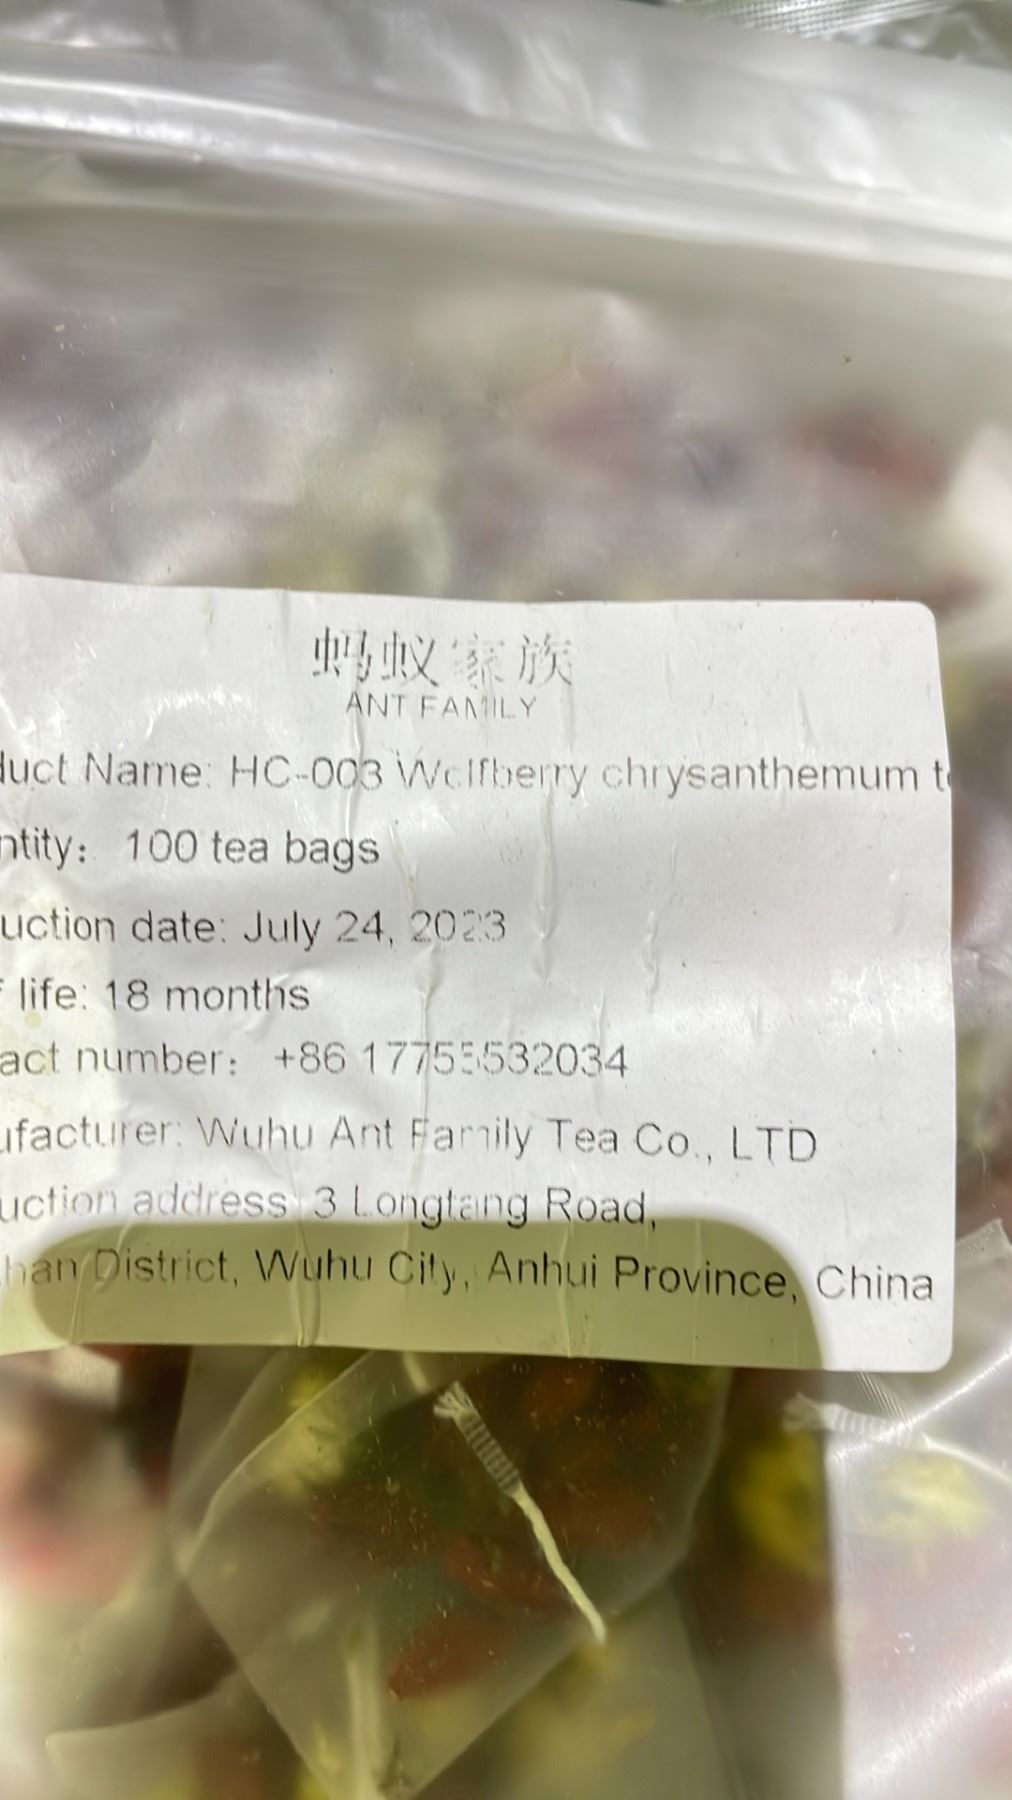 蚂蚁家族
ANT FAMILY
duct Name: HC-003 Wolfberry chrysanthemum te
ntity: 100 tea bags
uction date: July 24, 2023
f life: 18 months
act number: +86 17755532034
ufacturer: Wuhu Ant Family Tea Co., LTD
uction address: 3 Longtang Road,
han District, Wuhu City, Anhui Province, China